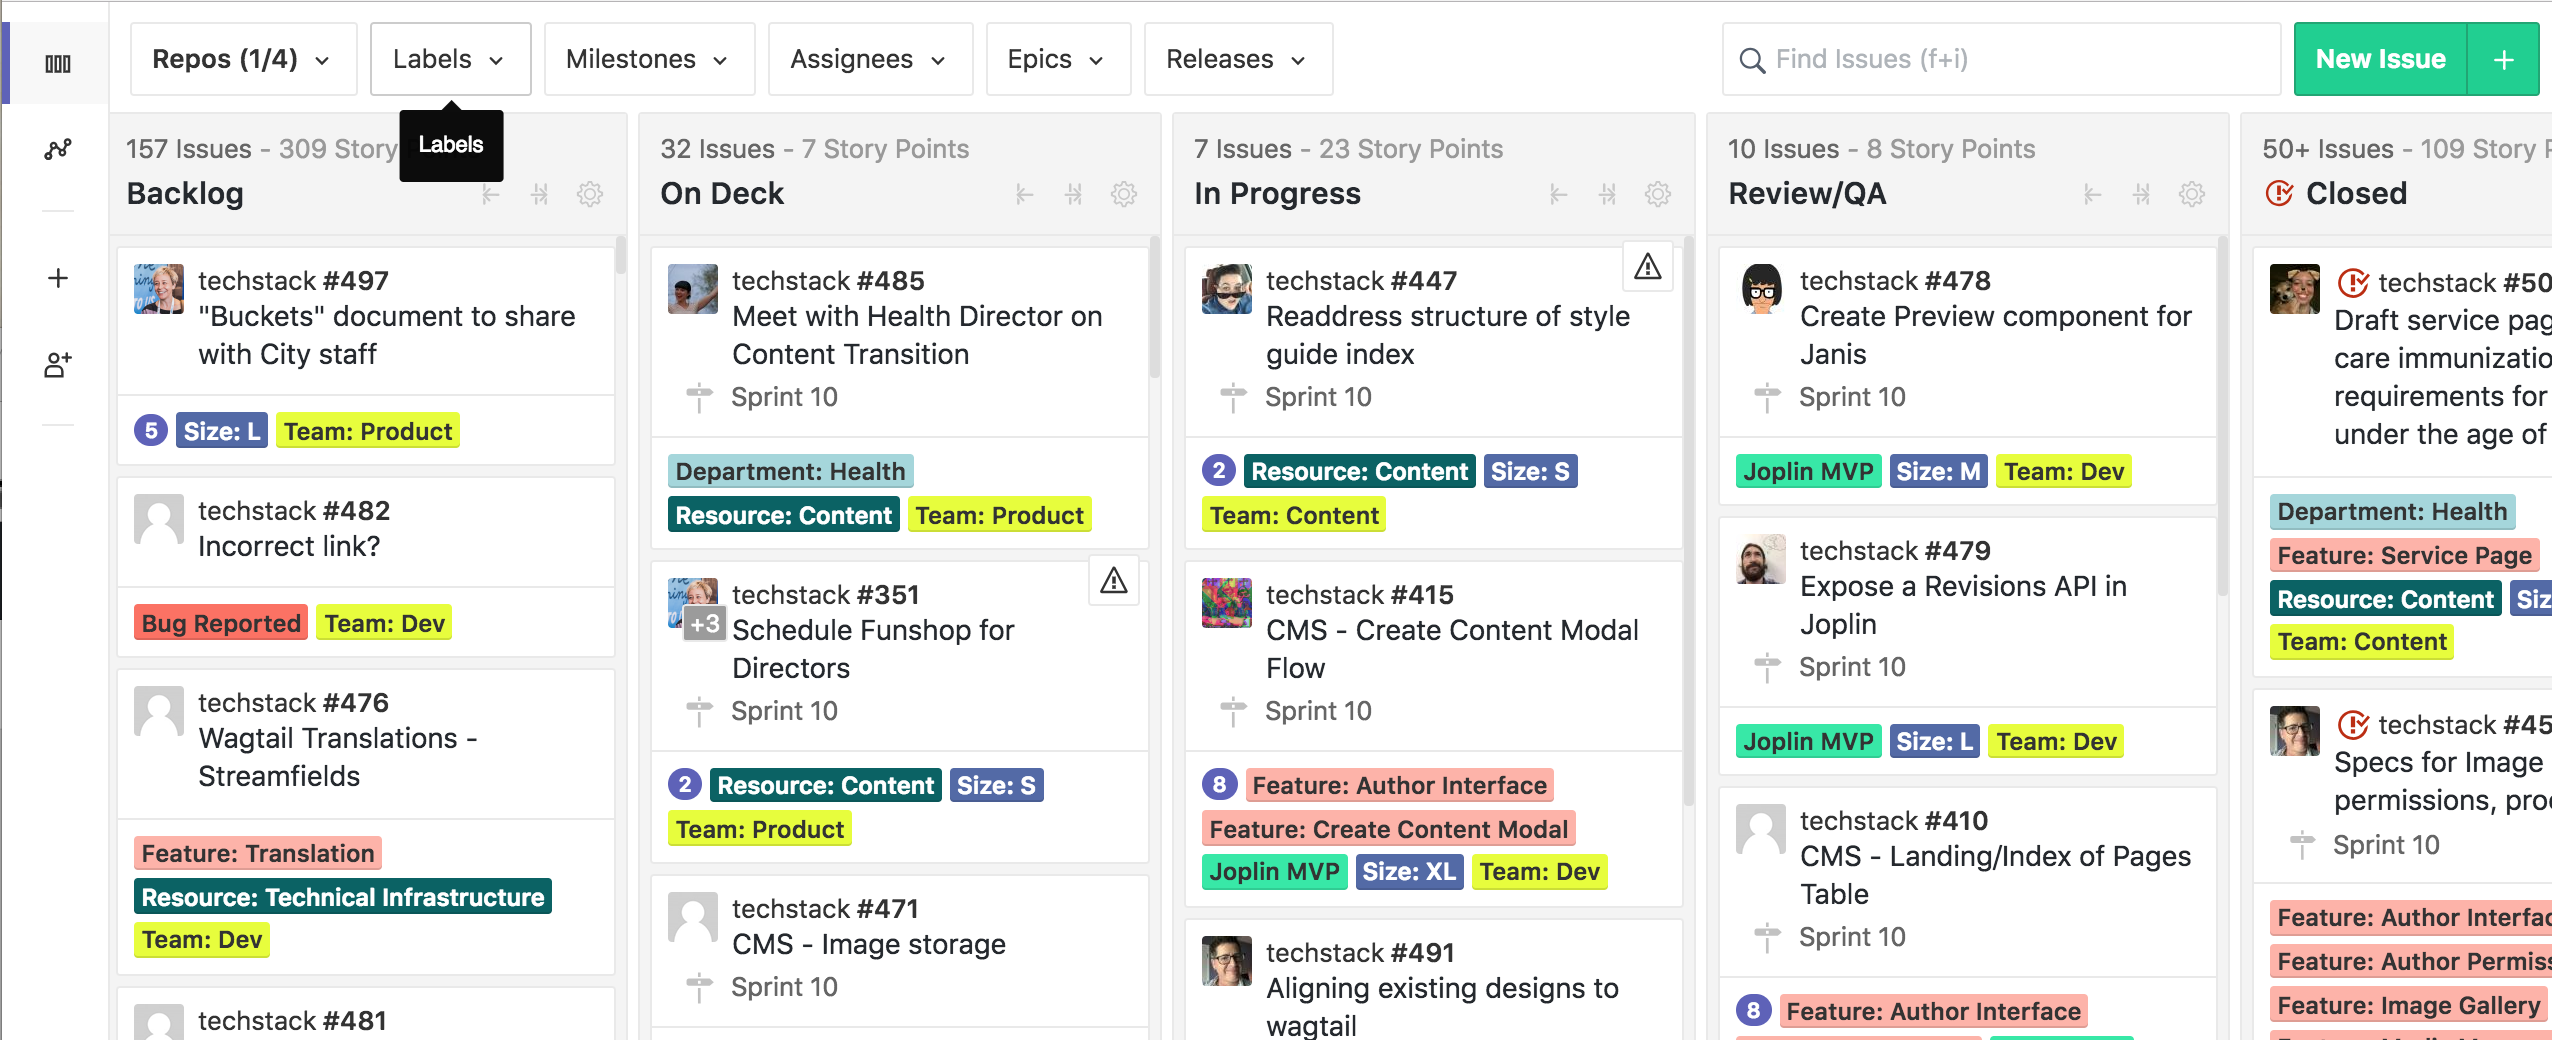 Repos (1/4)
Labels
Milestones
Assignees
Epics
Releases
Find Issues (f+i)
New Issue
Labels
157 Issues - 309 Story
Backlog
techstack #497
"Buckets" document to share
with City staff
5 Size: L Team: Product
techstack #482
Incorrect link?
Bug Reported Team: Dev
techstack #476
Wagtail Translations -
Streamfields
Feature: Translation
Resource: Technical Infrastructure
Team: Dev
techstack #481
32 Issues - 7 Story Points
On Deck
techstack #485
Meet with Health Director on
Content Transition
Sprint 10
Department: Health
Resource: Content Team: Product
techstack #351
+3
Schedule Funshop for
Directors
Sprint 10
2 Resource: Content Size: S
Team: Product
techstack #471
CMS - Image storage
Sprint 10
7 Issues - 23 Story Points
In Progress
techstack #447
Readdress structure of style
guide index
Sprint 10
2 Resource: Content Size: S
Team: Content
techstack #415
CMS - Create Content Modal
Flow
Sprint 10
8 Feature: Author Interface
Feature: Create Content Modal
Joplin MVP Size: XL Team: Dev
techstack #491
Aligning existing designs to
wagtail
10 Issues - 8 Story Points
Review/QA
techstack #478
Create Preview component for
Janis
Sprint 10
Joplin MVP Size: M Team: Dev
techstack #479
Expose a Revisions API in
Joplin
Sprint 10
Joplin MVP Size: L Team: Dev
techstack #410
CMS - Landing/Index of Pages
Table
Sprint 10
8 Feature: Author Interface
50+ Issues - 109 Story P
Closed
techstack #50
Draft service pag
care immunizatio
requirements for
under the age of
Department: Health
Feature: Service Page
Resource: Content Siz
Team: Content
techstack #45
Specs for Image
permissions, pro
Sprint 10
Feature: Author Interfac
Feature: Author Permiss
Feature: Image Gallery